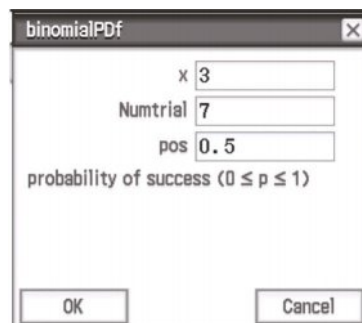 binomialPDf
x 3
Numtrial 7
pos 0.5
probability of success (0 ≤ p ≤ 1)
OK Cancel